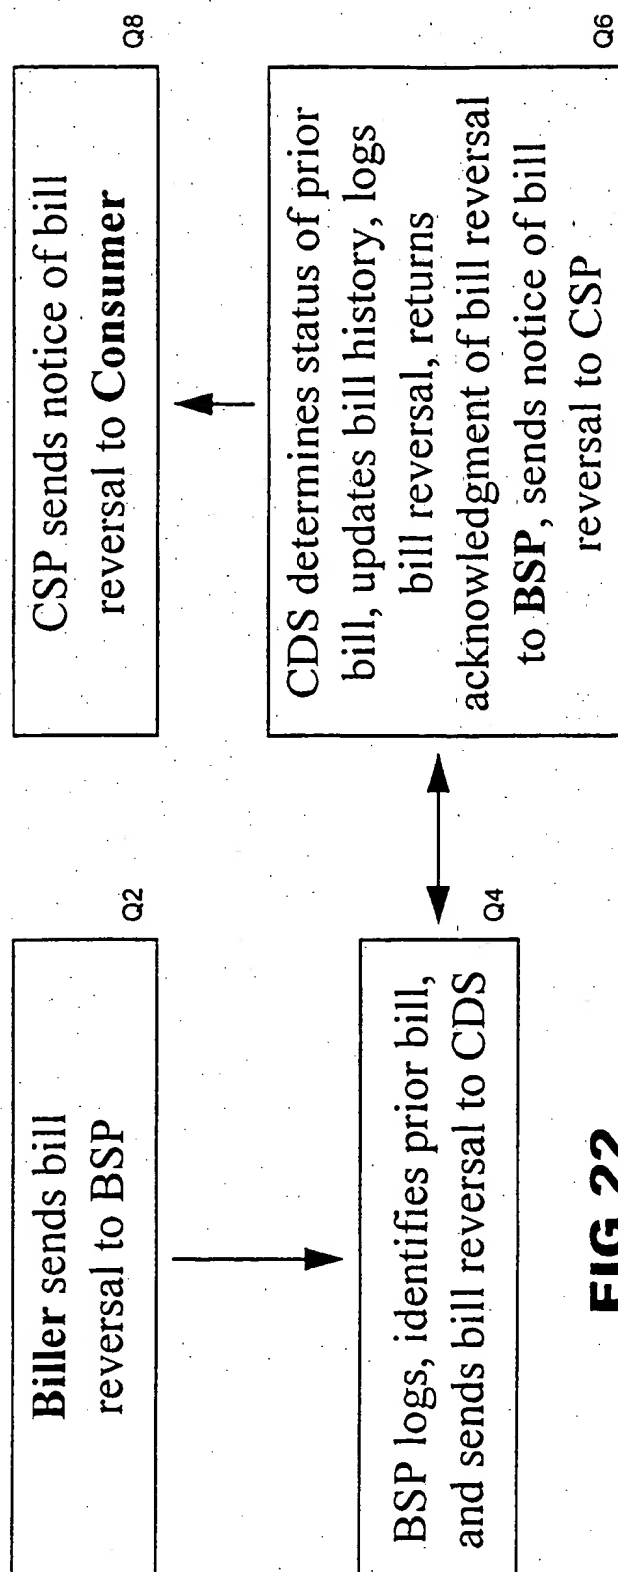 Biller sends bill
reversal to BSP
Q2
BSP logs, identifies prior bill,
and sends bill reversal to CDS
Q4
CDS determines status of prior
bill, updates bill history, logs
bill reversal, returns
acknowledgment of bill reversal
to BSP, sends notice of bill
reversal to CSP
Q6
CSP sends notice of bill
reversal to Consumer
Q8
FIG 22